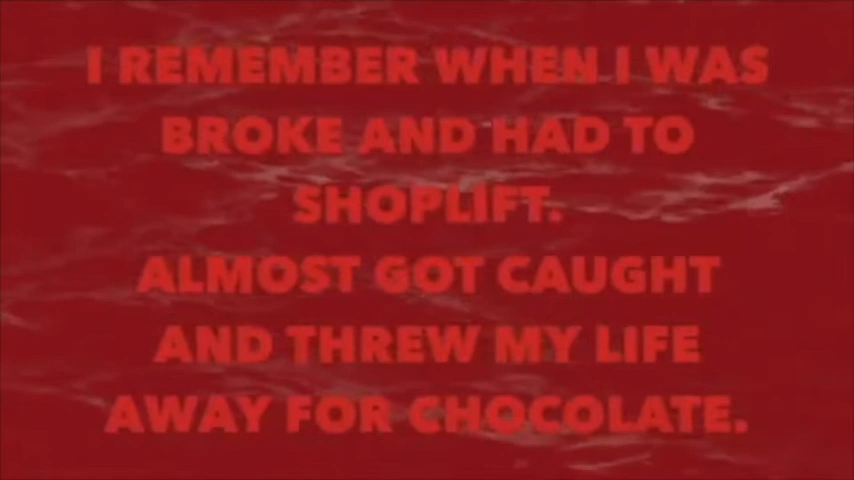 I REMEMBER WHEN I WAS
BROKE AND HAD TO
SHOPLIFT.
ALMOST GOT CAUGHT
AND THREW MY LIFE
AWAY FOR CHOCOLATE.